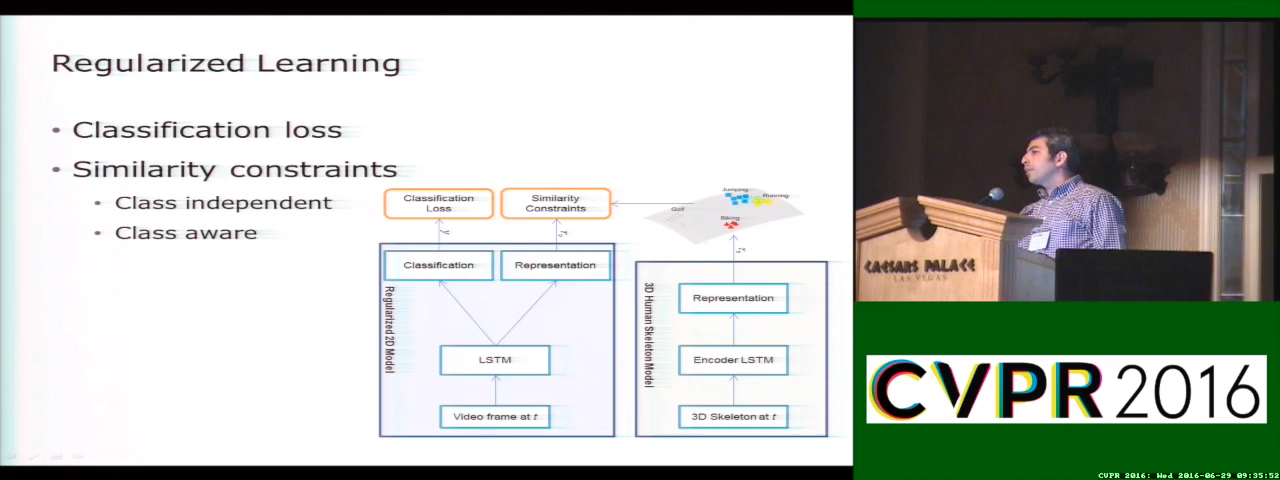 Regularized Learning
• Classification loss
• Similarity constraints
• Class independent
• Class aware
Classification
Loss
Similarity
Constraints
Jumping
Running
Golf
Biking
Classification
Representation
Regularized 2D Model
LSTM
Video frame at t
3D Human Skeleton Model
Representation
Encoder LSTM
3D Skeleton at t
CAESARS PALACE
LAS VEGAS
CVPR 2016
CVPR 2016: Wed 2016-06-29 09:35:52